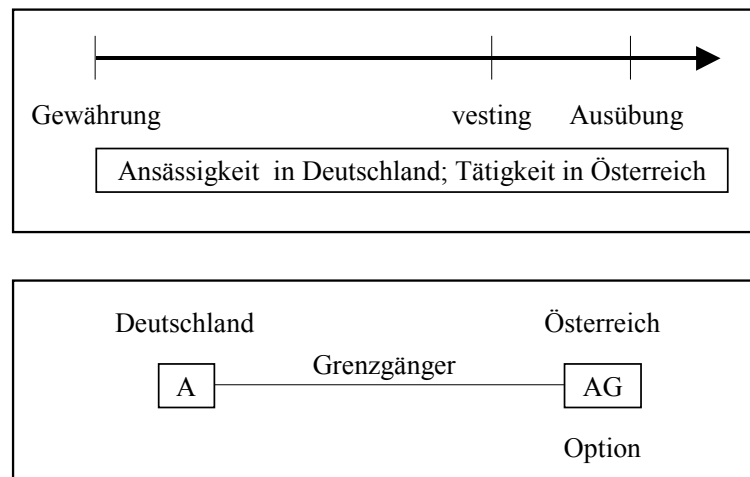 Gewährung vesting Ausübung
Ansässigkeit in Deutschland; Tätigkeit in Österreich
Deutschland Österreich
Grenzgänger
A AG
Option